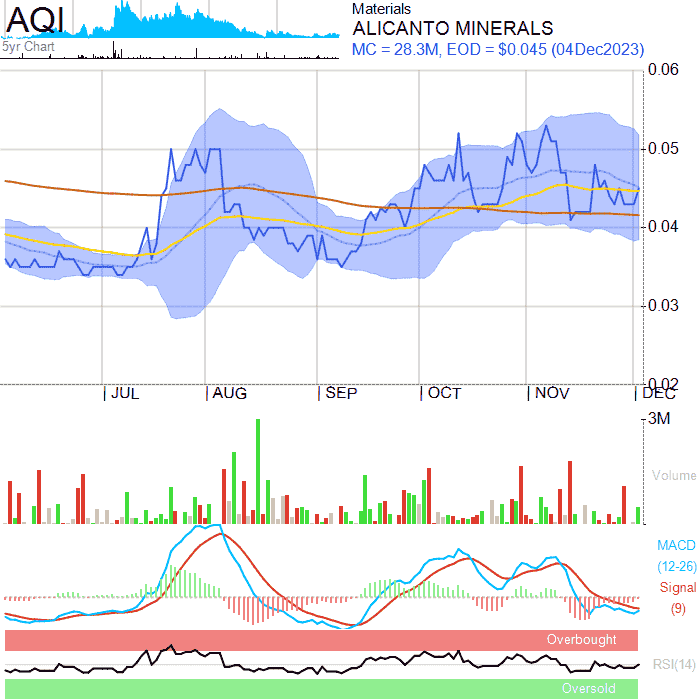 AQI
5yr Chart
Materials
ALICANTO MINERALS
MC = 28.3M, EOD = $0.045 (04Dec2023)
0.06
0.05
0.04
0.03
0.02
JUL AUG SEP OCT NOV DEC
3M
Volume
MACD
(12-26)
Signal
(9)
Overbought
RSI(14)
Oversold